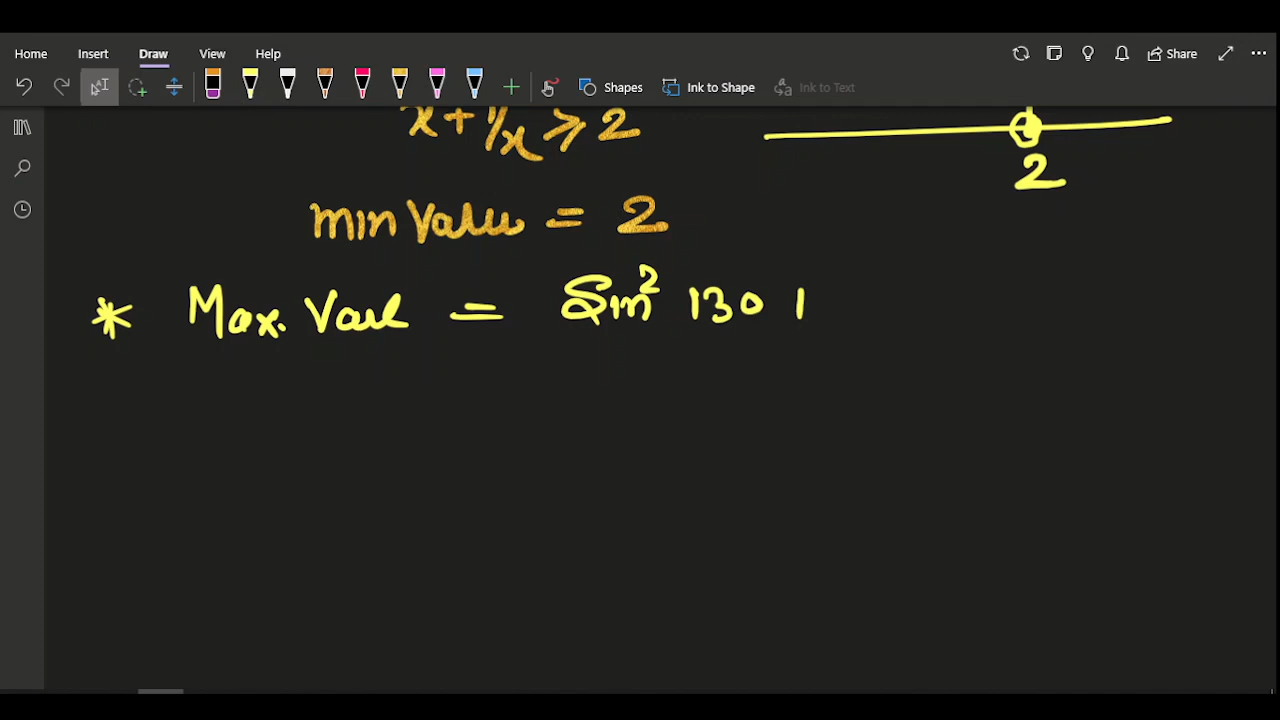 Home Insert Draw View Help Share
Shapes Ink to Shape Ink to Text
x + 1/x ≥ 2
2
min Value = 2
* Max. Vaul = Sin² 130 1